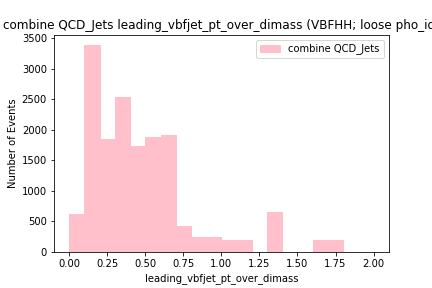 combine QCD_Jets leading_vbfjet_pt_over_dimass (VBFHH; loose pho_id
combine QCD_Jets
3500
3000
2500
2000
1500
1000
500
0
Number of Events
0.00 0.25 0.50 0.75 1.00 1.25 1.50 1.75 2.00
leading_vbfjet_pt_over_dimass